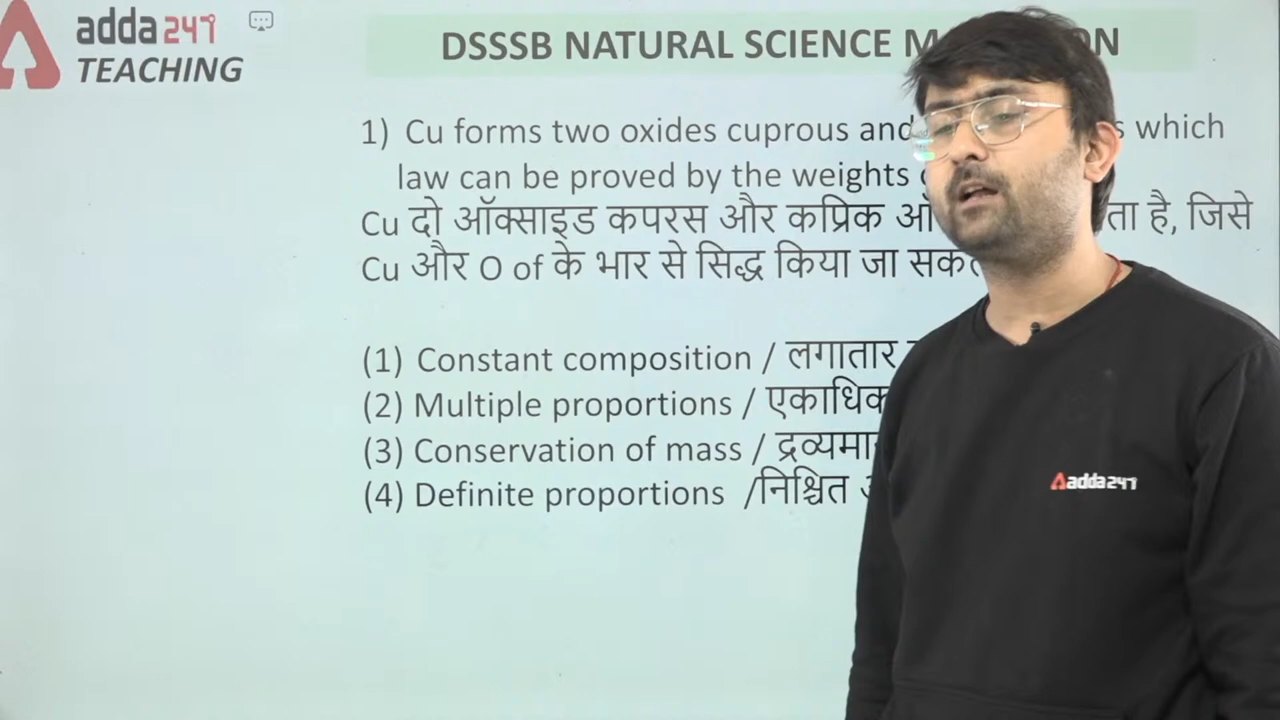 adda247
TEACHING
DSSSB NATURAL SCIENCE
1) Cu forms two oxides cuprous and which
law can be proved by the weights
Cu दो ऑक्साइड कपरस और कप्रिक है, जिसे
Cu और O of के भार से सिद्ध किया जा
(1) Constant composition / लगातार
(2) Multiple proportions / एकाधिक
(3) Conservation of mass /
(4) Definite proportions /निश्चित
adda247